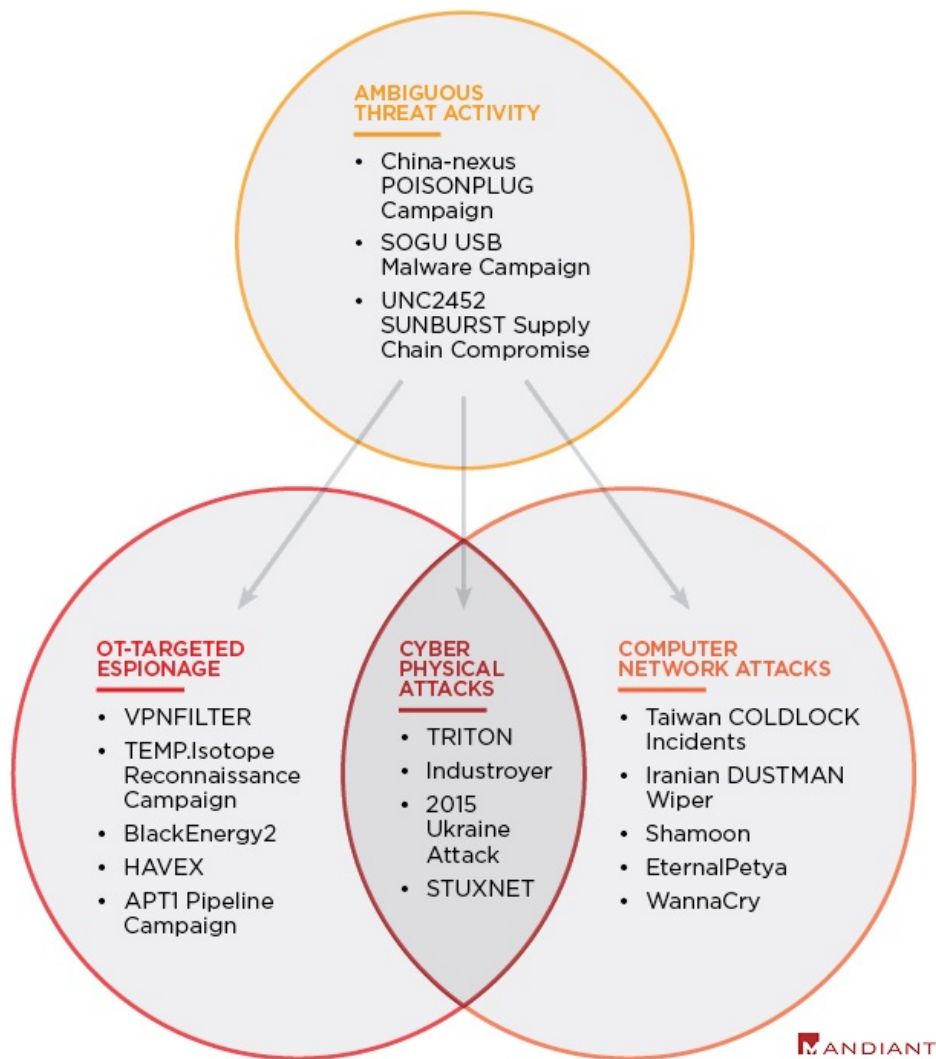 AMBIGUOUS
THREAT ACTIVITY
• China-nexus
POISONPLUG
Campaign
• SOGU USB
Malware Campaign
• UNC2452
SUNBURST Supply
Chain Compromise
OT-TARGETED
ESPIONAGE
• VPNFILTER
• TEMP.Isotope
Reconnaissance
Campaign
• BlackEnergy2
• HAVEX
• APT1 Pipeline
Campaign
CYBER
PHYSICAL
ATTACKS
• TRITON
• Industroyer
• 2015
Ukraine
Attack
• STUXNET
COMPUTER
NETWORK ATTACKS
• Taiwan COLDLOCK
Incidents
• Iranian DUSTMAN
Wiper
• Shamoon
• EternalPetya
• WannaCry
MANDIANT